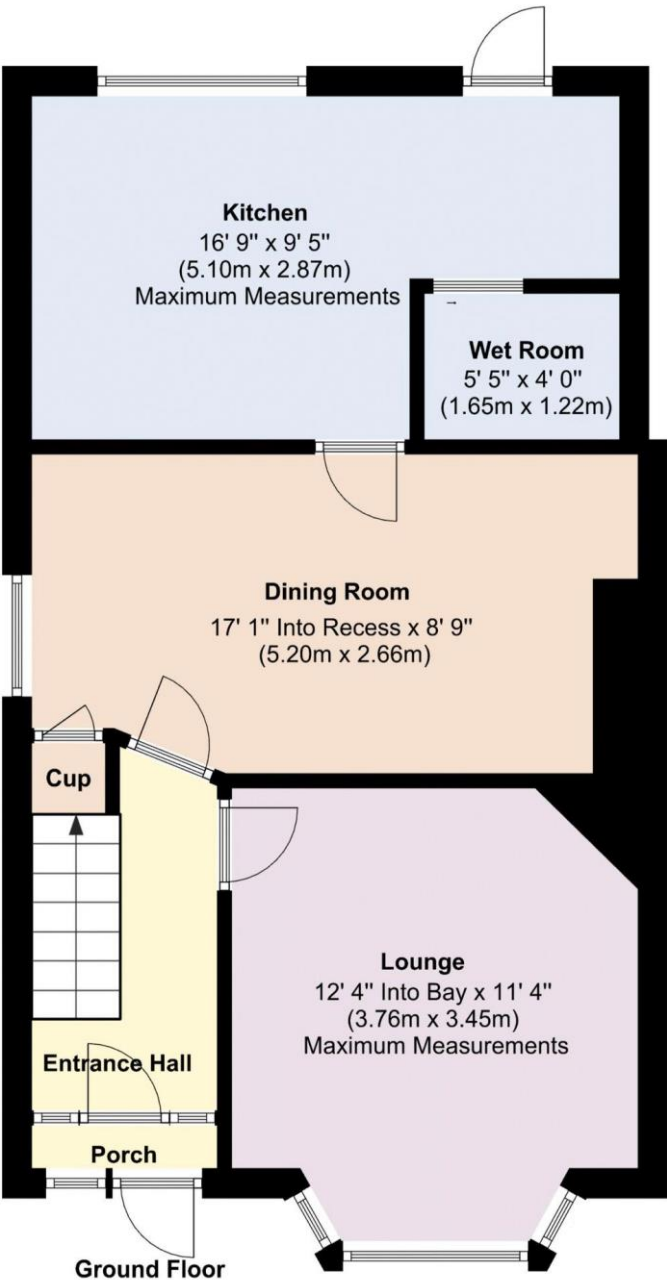 Kitchen
16' 9" x 9' 5"
(5.10m x 2.87m)
Maximum Measurements
Wet Room
5' 5" x 4' 0"
(1.65m x 1.22m)
Dining Room
17' 1" Into Recess x 8' 9"
(5.20m x 2.66m)
Cup
Lounge
12' 4" Into Bay x 11' 4"
(3.76m x 3.45m)
Maximum Measurements
Entrance Hall
Porch
Ground Floor